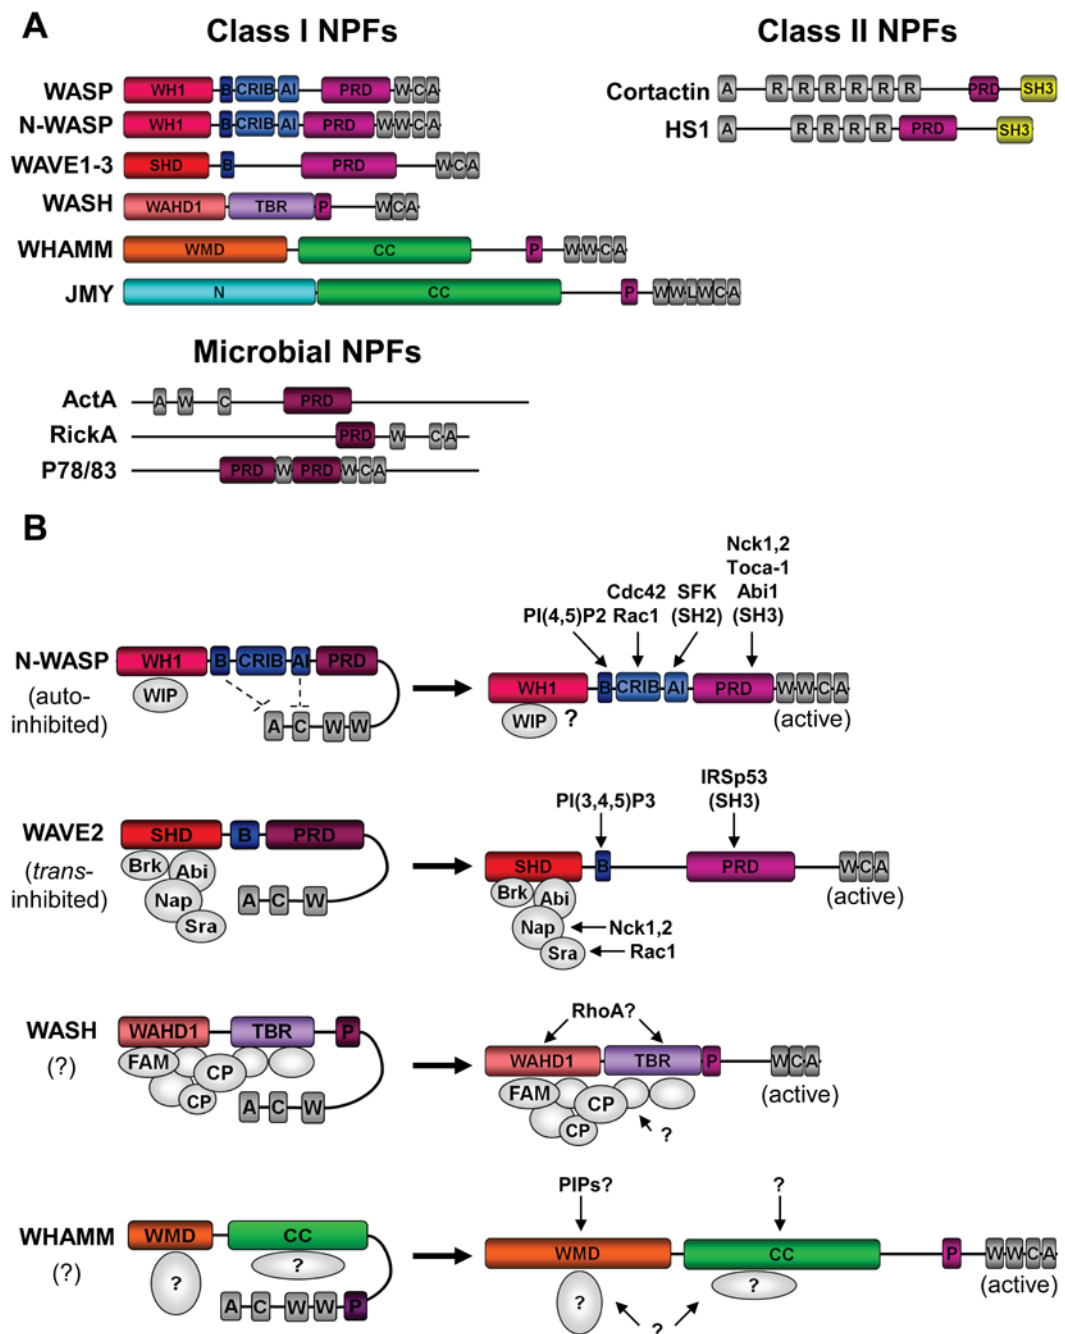 A
Class I NPFs
Class II NPFs
WASP WH1 B CRIB AI PRD W C A
N-WASP WH1 B CRIB AI PRD W W C A
WAVE1-3 SHD B PRD W C A
WASH WAHD1 TBR P W C A
WHAMM WMD CC P W W C A
JMY N CC P W W L W C A
Cortactin A R R R R R R PRD SH3
HS1 A R R R R PRD SH3
Microbial NPFs
ActA A W C PRD
RickA PRD W C A
P78/83 PRD W PRD W C A
B
N-WASP WH1 B CRIB AI PRD
(auto-
inhibited)
WIP
A C W W
Nck1,2
Toca-1
Abi1
(SH3)
Cdc42
Rac1
SFK
(SH2)
PI(4,5)P2
WH1 B CRIB AI PRD W W C A
WIP ?
(active)
WAVE2 SHD B PRD
(trans-
inhibited)
Brk Abi
Nap
Sra
A C W
IRSp53
(SH3)
PI(3,4,5)P3
SHD B PRD W C A
(active)
Brk Abi
Nap Nck1,2
Sra Rac1
WASH WAHD1 TBR P
(?)
FAM CP
CP
A C W
RhoA?
WAHD1 TBR P W C A
(active)
FAM CP
CP
?
WHAMM WMD CC
(?)
? ?
A C W W P
PIPs? ?
WMD CC P W W C A
(active)
? ?
?